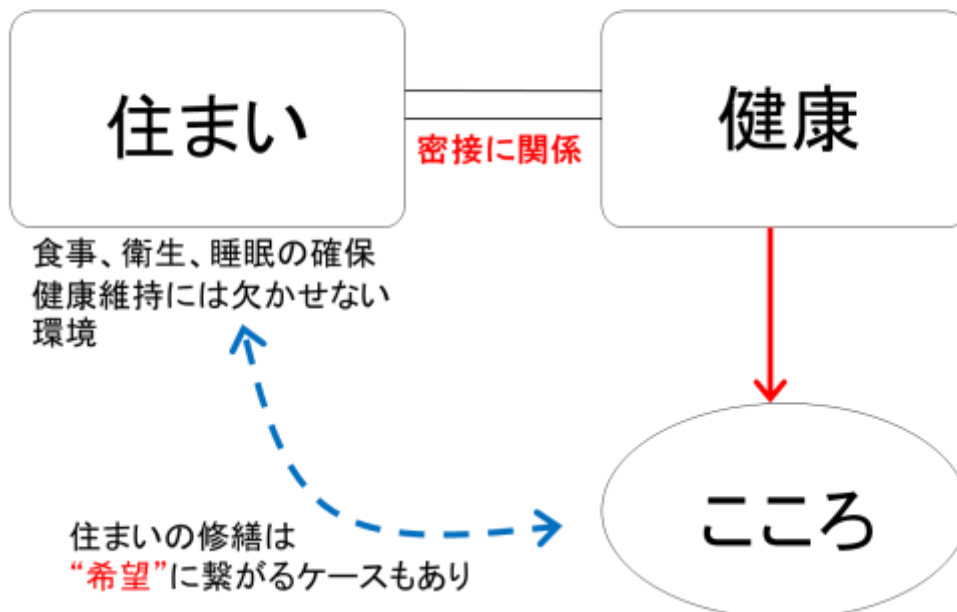 住まい
密接に関係
健康
食事、衛生、睡眠の確保
健康維持には欠かせない
環境
こころ
住まいの修繕は
“希望”に繋がるケースもあり